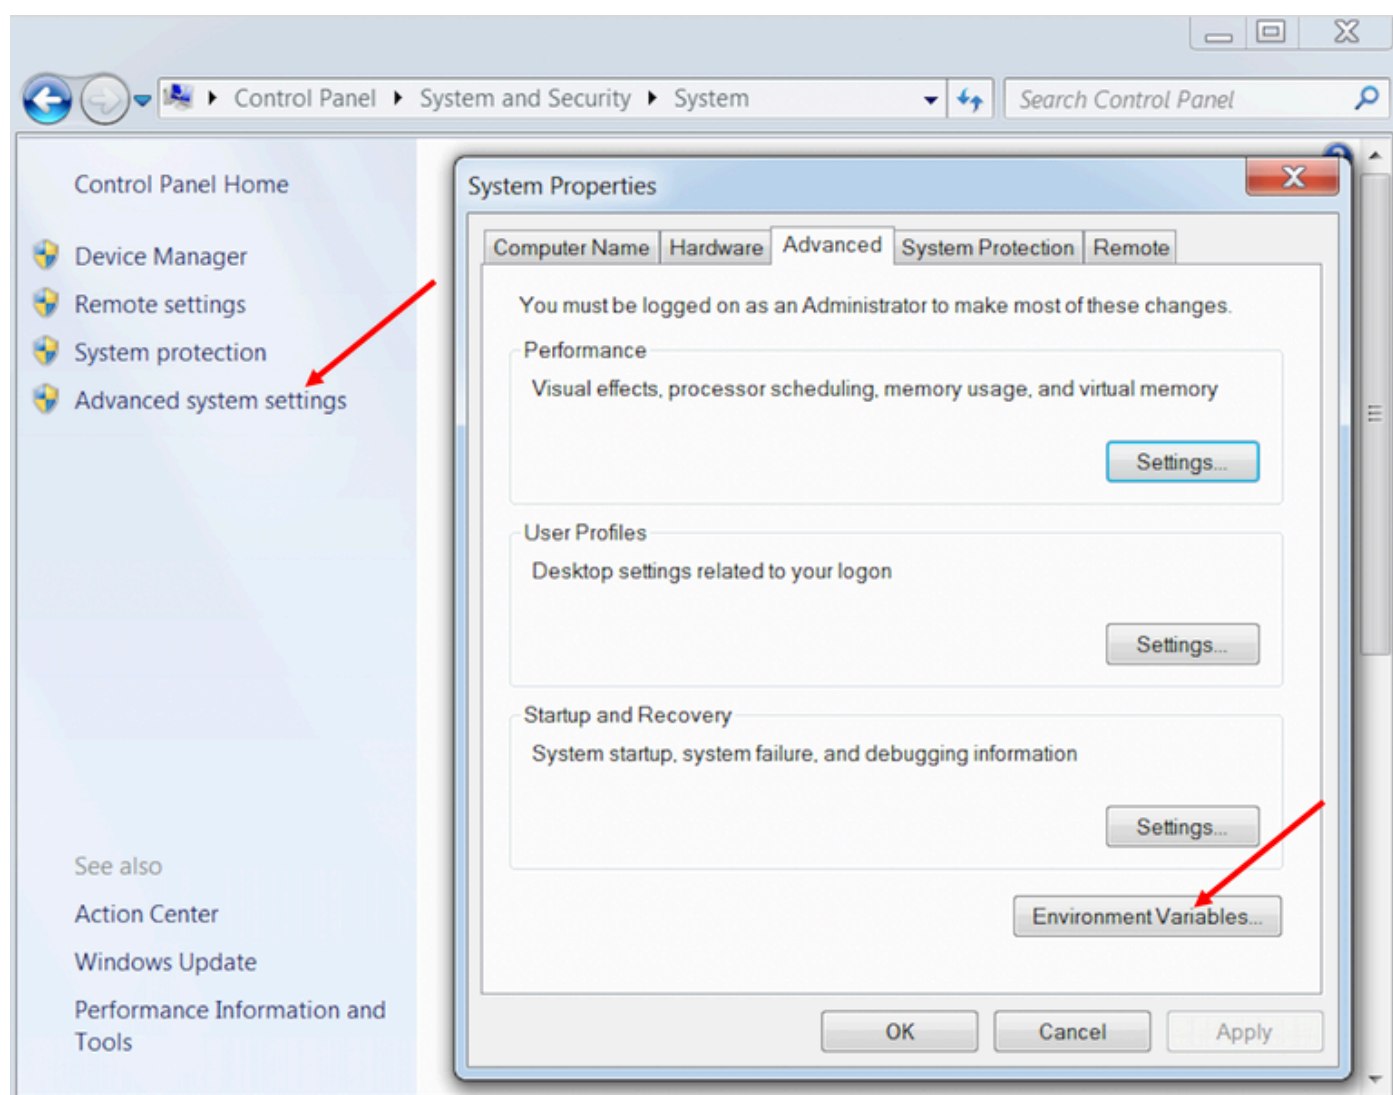 Control Panel
System and Security
System
Search Control Panel
Control Panel Home
Device Manager
Remote settings
System protection
Advanced system settings
See also
Action Center
Windows Update
Performance Information and
Tools
System Properties
Computer Name
Hardware
Advanced
System Protection
Remote
You must be logged on as an Administrator to make most of these changes.
Performance
Visual effects, processor scheduling, memory usage, and virtual memory
Settings...
User Profiles
Desktop settings related to your logon
Settings...
Startup and Recovery
System startup, system failure, and debugging information
Settings...
Environment Variables...
OK
Cancel
Apply